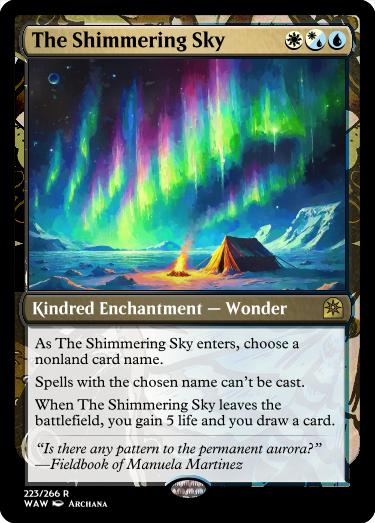 The Shimmering Sky
Kindred Enchantment — Wonder
As The Shimmering Sky enters, choose a
nonland card name.
Spells with the chosen name can't be cast.
When The Shimmering Sky leaves the
battlefield, you gain 5 life and you draw a card.
“Is there any pattern to the permanent aurora?”
—Fieldbook of Manuela Martinez
223/266 R
WAW Archana